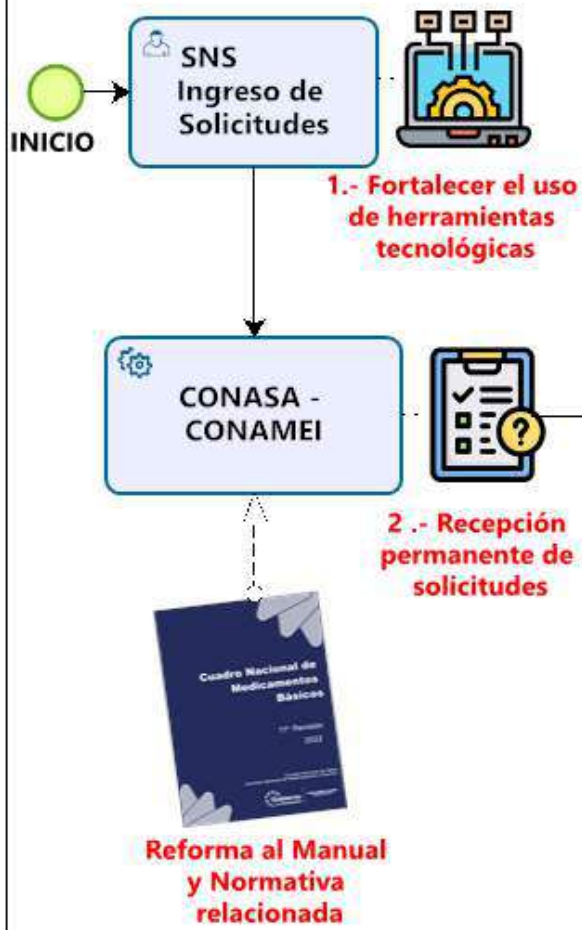 SNS
Ingreso de
Solicitudes
INICIO
1.- Fortalecer el uso
de herramientas
tecnológicas
CONASA -
CONAMEI
?
2 .- Recepción
permanente de
solicitudes
Cuadro Nacional de
Medicamentos
Básicos
2022
Reforma al Manual
y Normativa
relacionada